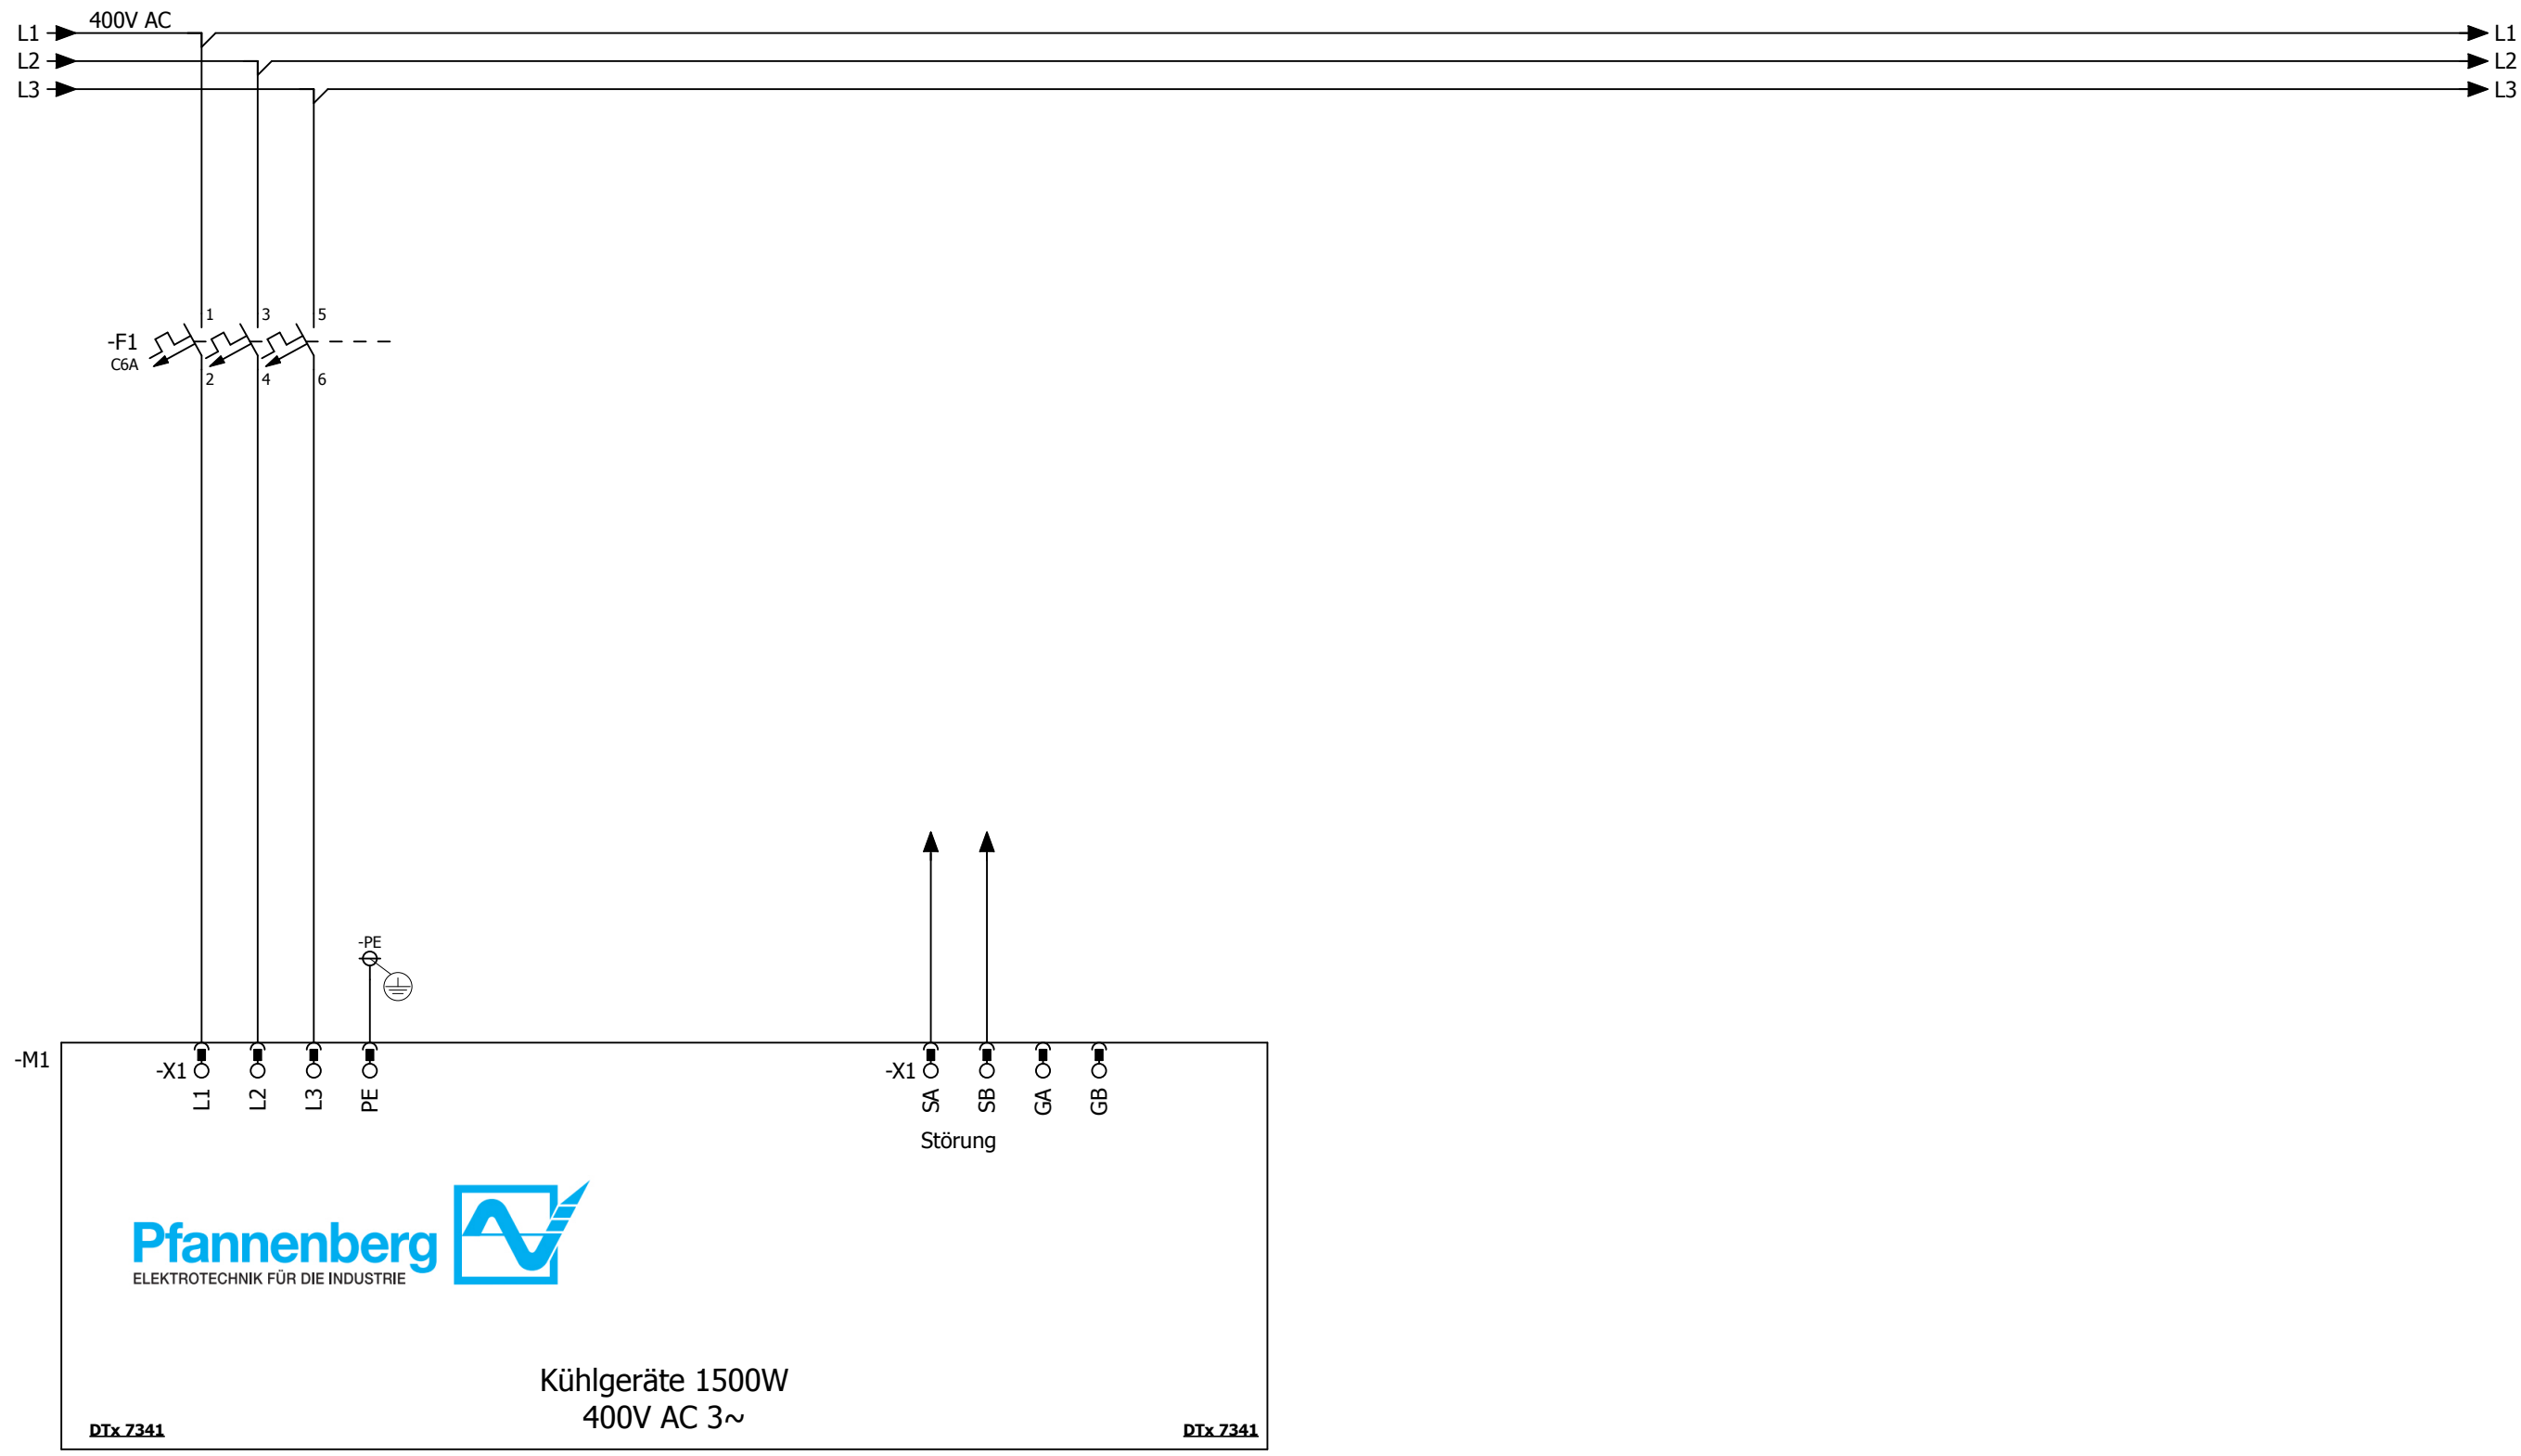 400V AC
L1 L1
L2 L2
L3 L3
1 3 5
-F1
C6A
2 4 6
-PE
-M1
-X1 -X1
L1 L2 L3 PE SA SB GA GB
Störung
Pfannenberg
ELEKTROTECHNIK FÜR DIE INDUSTRIE
Kühlgeräte 1500W
400V AC 3~
DTx 7341 DTx 7341